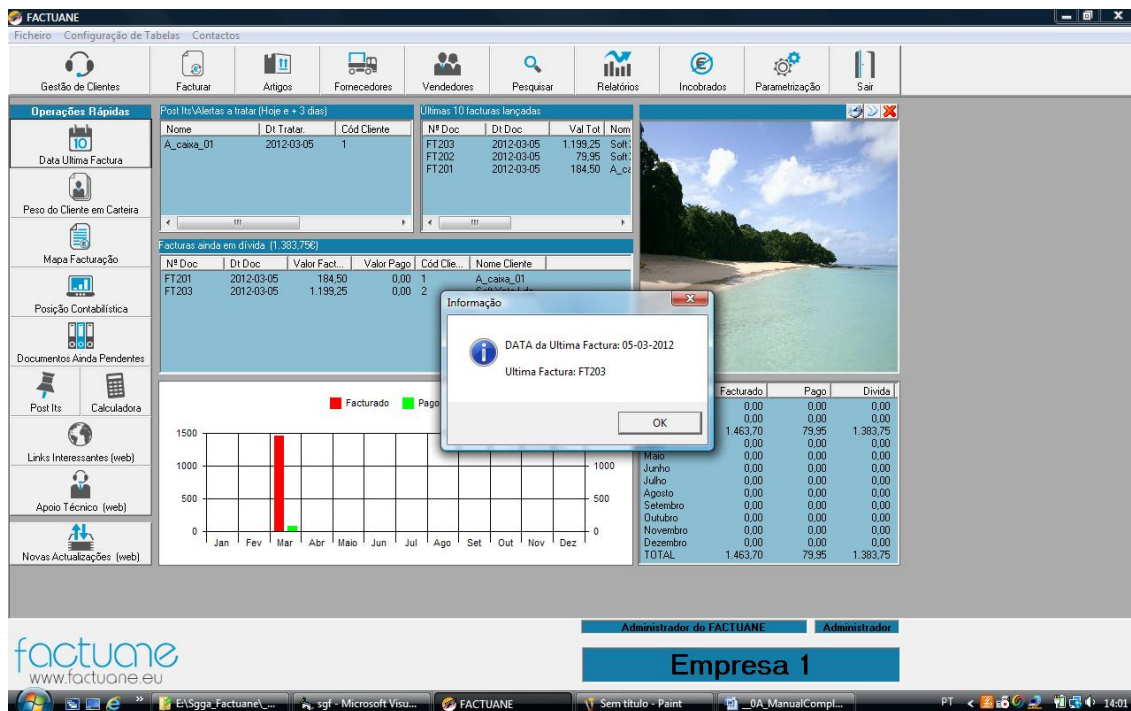 FACTUANE
Ficheiro Configuração de Tabelas Contactos
Gestão de Clientes Facturar Artigos Fornecedores Vendedores Pesquisar Relatórios Incobrados Parametrização Sair
Operações Rápidas
10
Data Ultima Factura
Peso do Cliente em Carteira
Mapa Facturação
Posição Contabilística
Documentos Ainda Pendentes
Post Its Calculadora
Links Interessantes (web)
Apoio Técnico (web)
Novas Actualizações (web)
Post Its\Alertas a tratar (Hoje e + 3 dias)
Nome Dt Tratar. Cód Cliente
A_caixa_01 2012-03-05 1
Últimas 10 facturas lançadas
Nº Doc Dt Doc Val Tot Nom
FT203 2012-03-05 1.199,25 Soft
FT202 2012-03-05 79,95 Soft
FT201 2012-03-05 184,50 A_ca
Facturas ainda em dívida (1.383,75€)
Nº Doc Dt Doc Valor Fact... Valor Pago Cód Clie... Nome Cliente
FT201 2012-03-05 184,50 0,00 1 A_caixa_01
FT203 2012-03-05 1.199,25 0,00 2
Informação
DATA da Ultima Factura: 05-03-2012
Ultima Factura: FT203
OK
Facturado Pago
1500
1000 1000
500 500
0 0
Jan Fev Mar Abr Maio Jun Jul Ago Set Out Nov Dez
Facturado Pago Divida
0,00 0,00 0,00
0,00 0,00 0,00
1.463,70 79,95 1.383,75
0,00 0,00 0,00
Maio 0,00 0,00 0,00
Junho 0,00 0,00 0,00
Julho 0,00 0,00 0,00
Agosto 0,00 0,00 0,00
Setembro 0,00 0,00 0,00
Outubro 0,00 0,00 0,00
Novembro 0,00 0,00 0,00
Dezembro 0,00 0,00 0,00
TOTAL 1.463,70 79,95 1.383,75
Administrador do FACTUANE Administrador
Empresa 1
factuane
www.factuane.eu
E:\Sgga_Factuane\_... sgf - Microsoft Visu... FACTUANE Sem título - Paint _0A_ManualCompl... PT 14:01